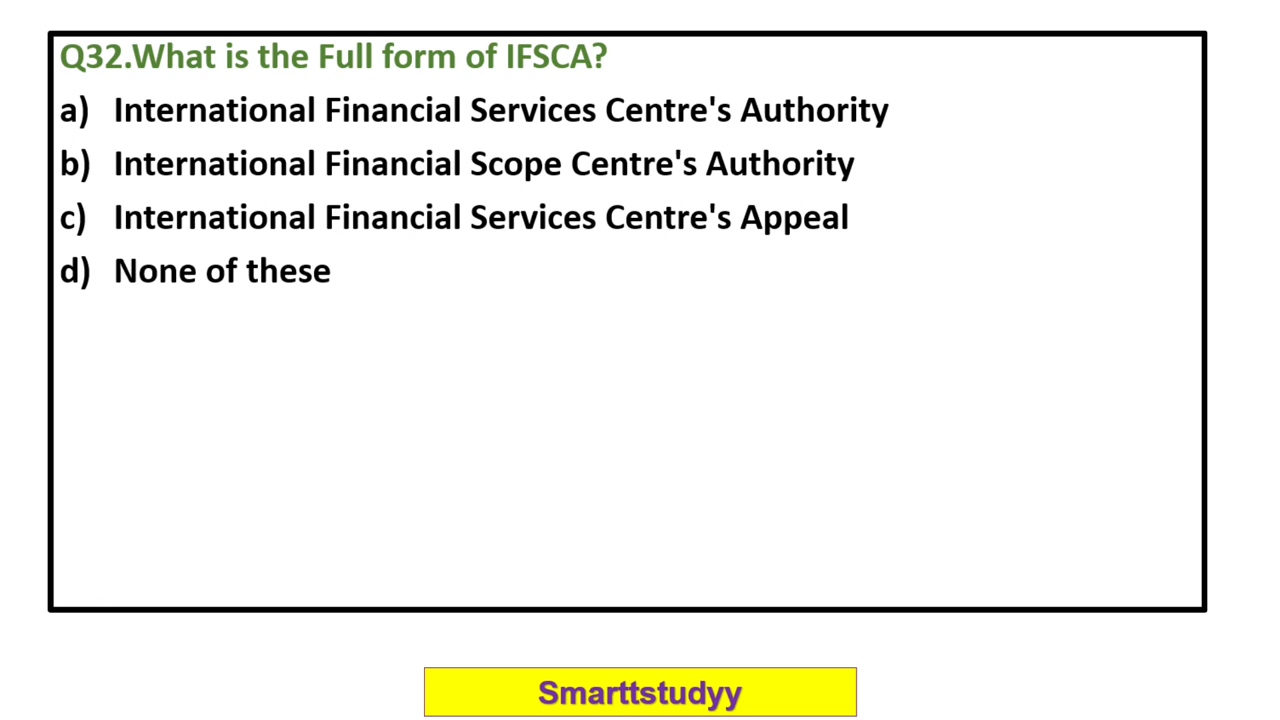 Q32.What is the Full form of IFSCA?
a) International Financial Services Centre's Authority
b) International Financial Scope Centre's Authority
c) International Financial Services Centre's Appeal
d) None of these
Smarttstudyy